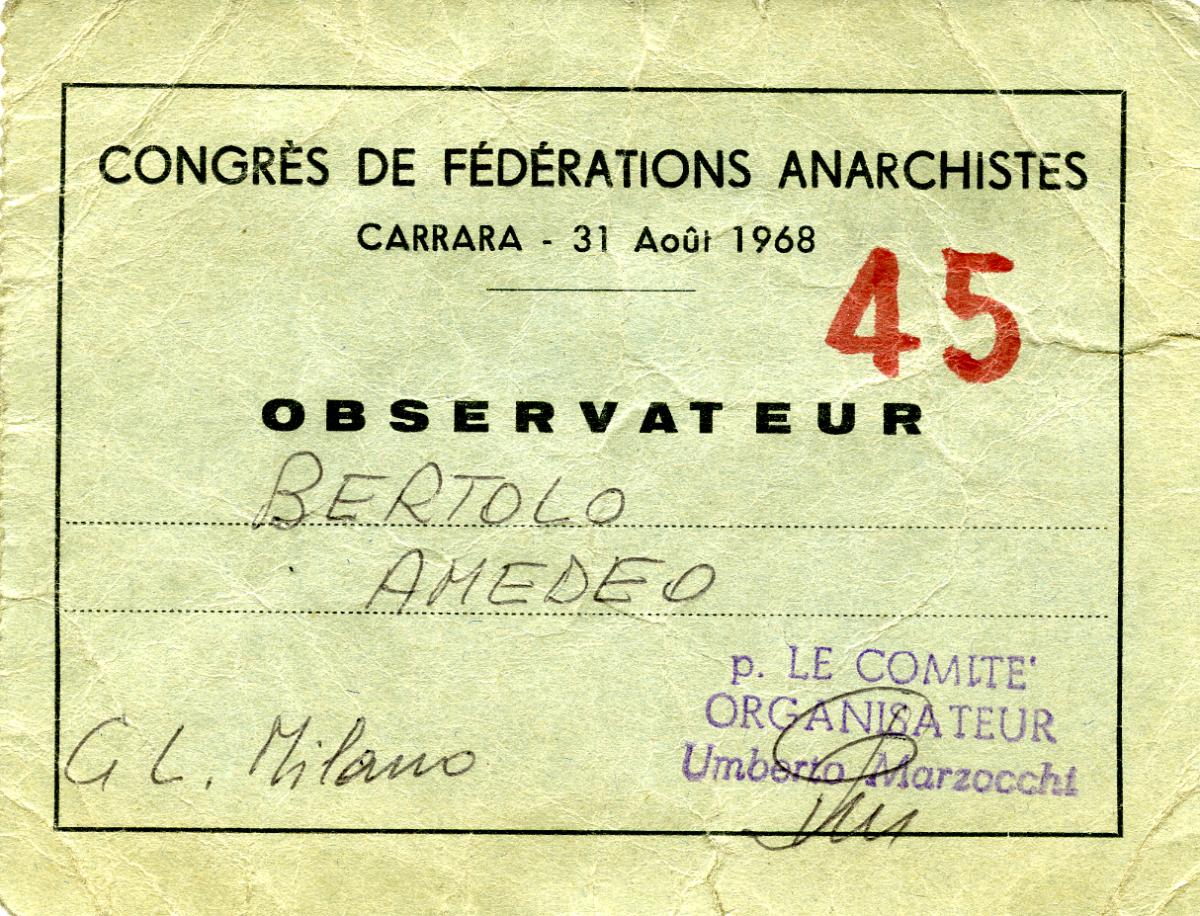 CONGRÈS DE FÉDÉRATIONS ANARCHISTES
CARRARA - 31 Août 1968
45
OBSERVATEUR
BERTOLO
AMEDEO
p. LE COMITE'
ORGANISATEUR
Umberto Marzocchi
G L. Milano